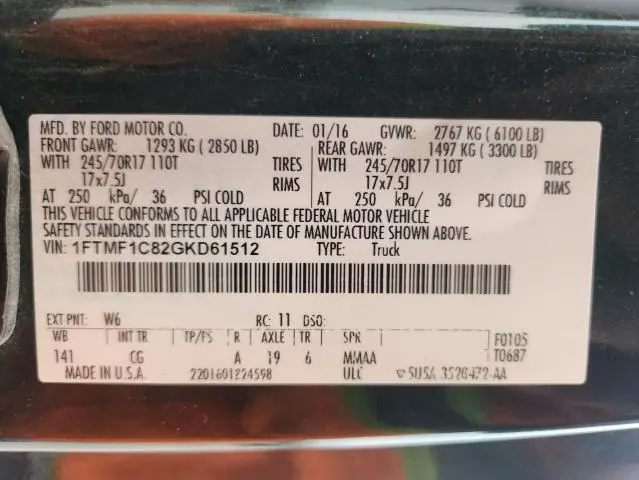 MFD. BY FORD MOTOR CO. DATE: 01/16 GVWR: 2767 KG ( 6100 LB)
FRONT GAWR: 1293 KG ( 2850 LB) REAR GAWR: 1497 KG ( 3300 LB)
WITH 245/70R17 110T TIRES WITH 245/70R17 110T TIRES
17x7.5J RIMS 17x7.5J RIMS
AT 250 kPa/ 36 PSI COLD AT 250 kPa/ 36 PSI COLD
THIS VEHICLE CONFORMS TO ALL APPLICABLE FEDERAL MOTOR VEHICLE
SAFETY STANDARDS IN EFFECT ON THE DATE OF MANUFACTURE SHOWN ABOVE.
VIN: 1FTMF1C82GKD61512 TYPE: Truck
EXT PNT: W6 RC: 11 DSO:
WB INT TR TP/PS R AXLE TR SPR F0105
141 CG A 19 6 MMAA T0687
MADE IN U.S.A. 2201601224598 ULC